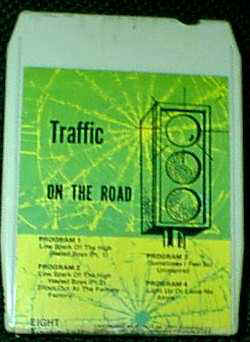 Traffic
ON THE ROAD
PROGRAM 1
Low Spark Of The High
Heeled Boys (Pt. 1)
PROGRAM 2
Low Spark Of The High
Heeled Boys (Pt.2)
Shootout At The Fantasy
Factory
PROGRAM 3
(Sometimes I Feel So)
Uninspired
PROGRAM 4
Light Up Or Leave Me
Alone
EIGHT